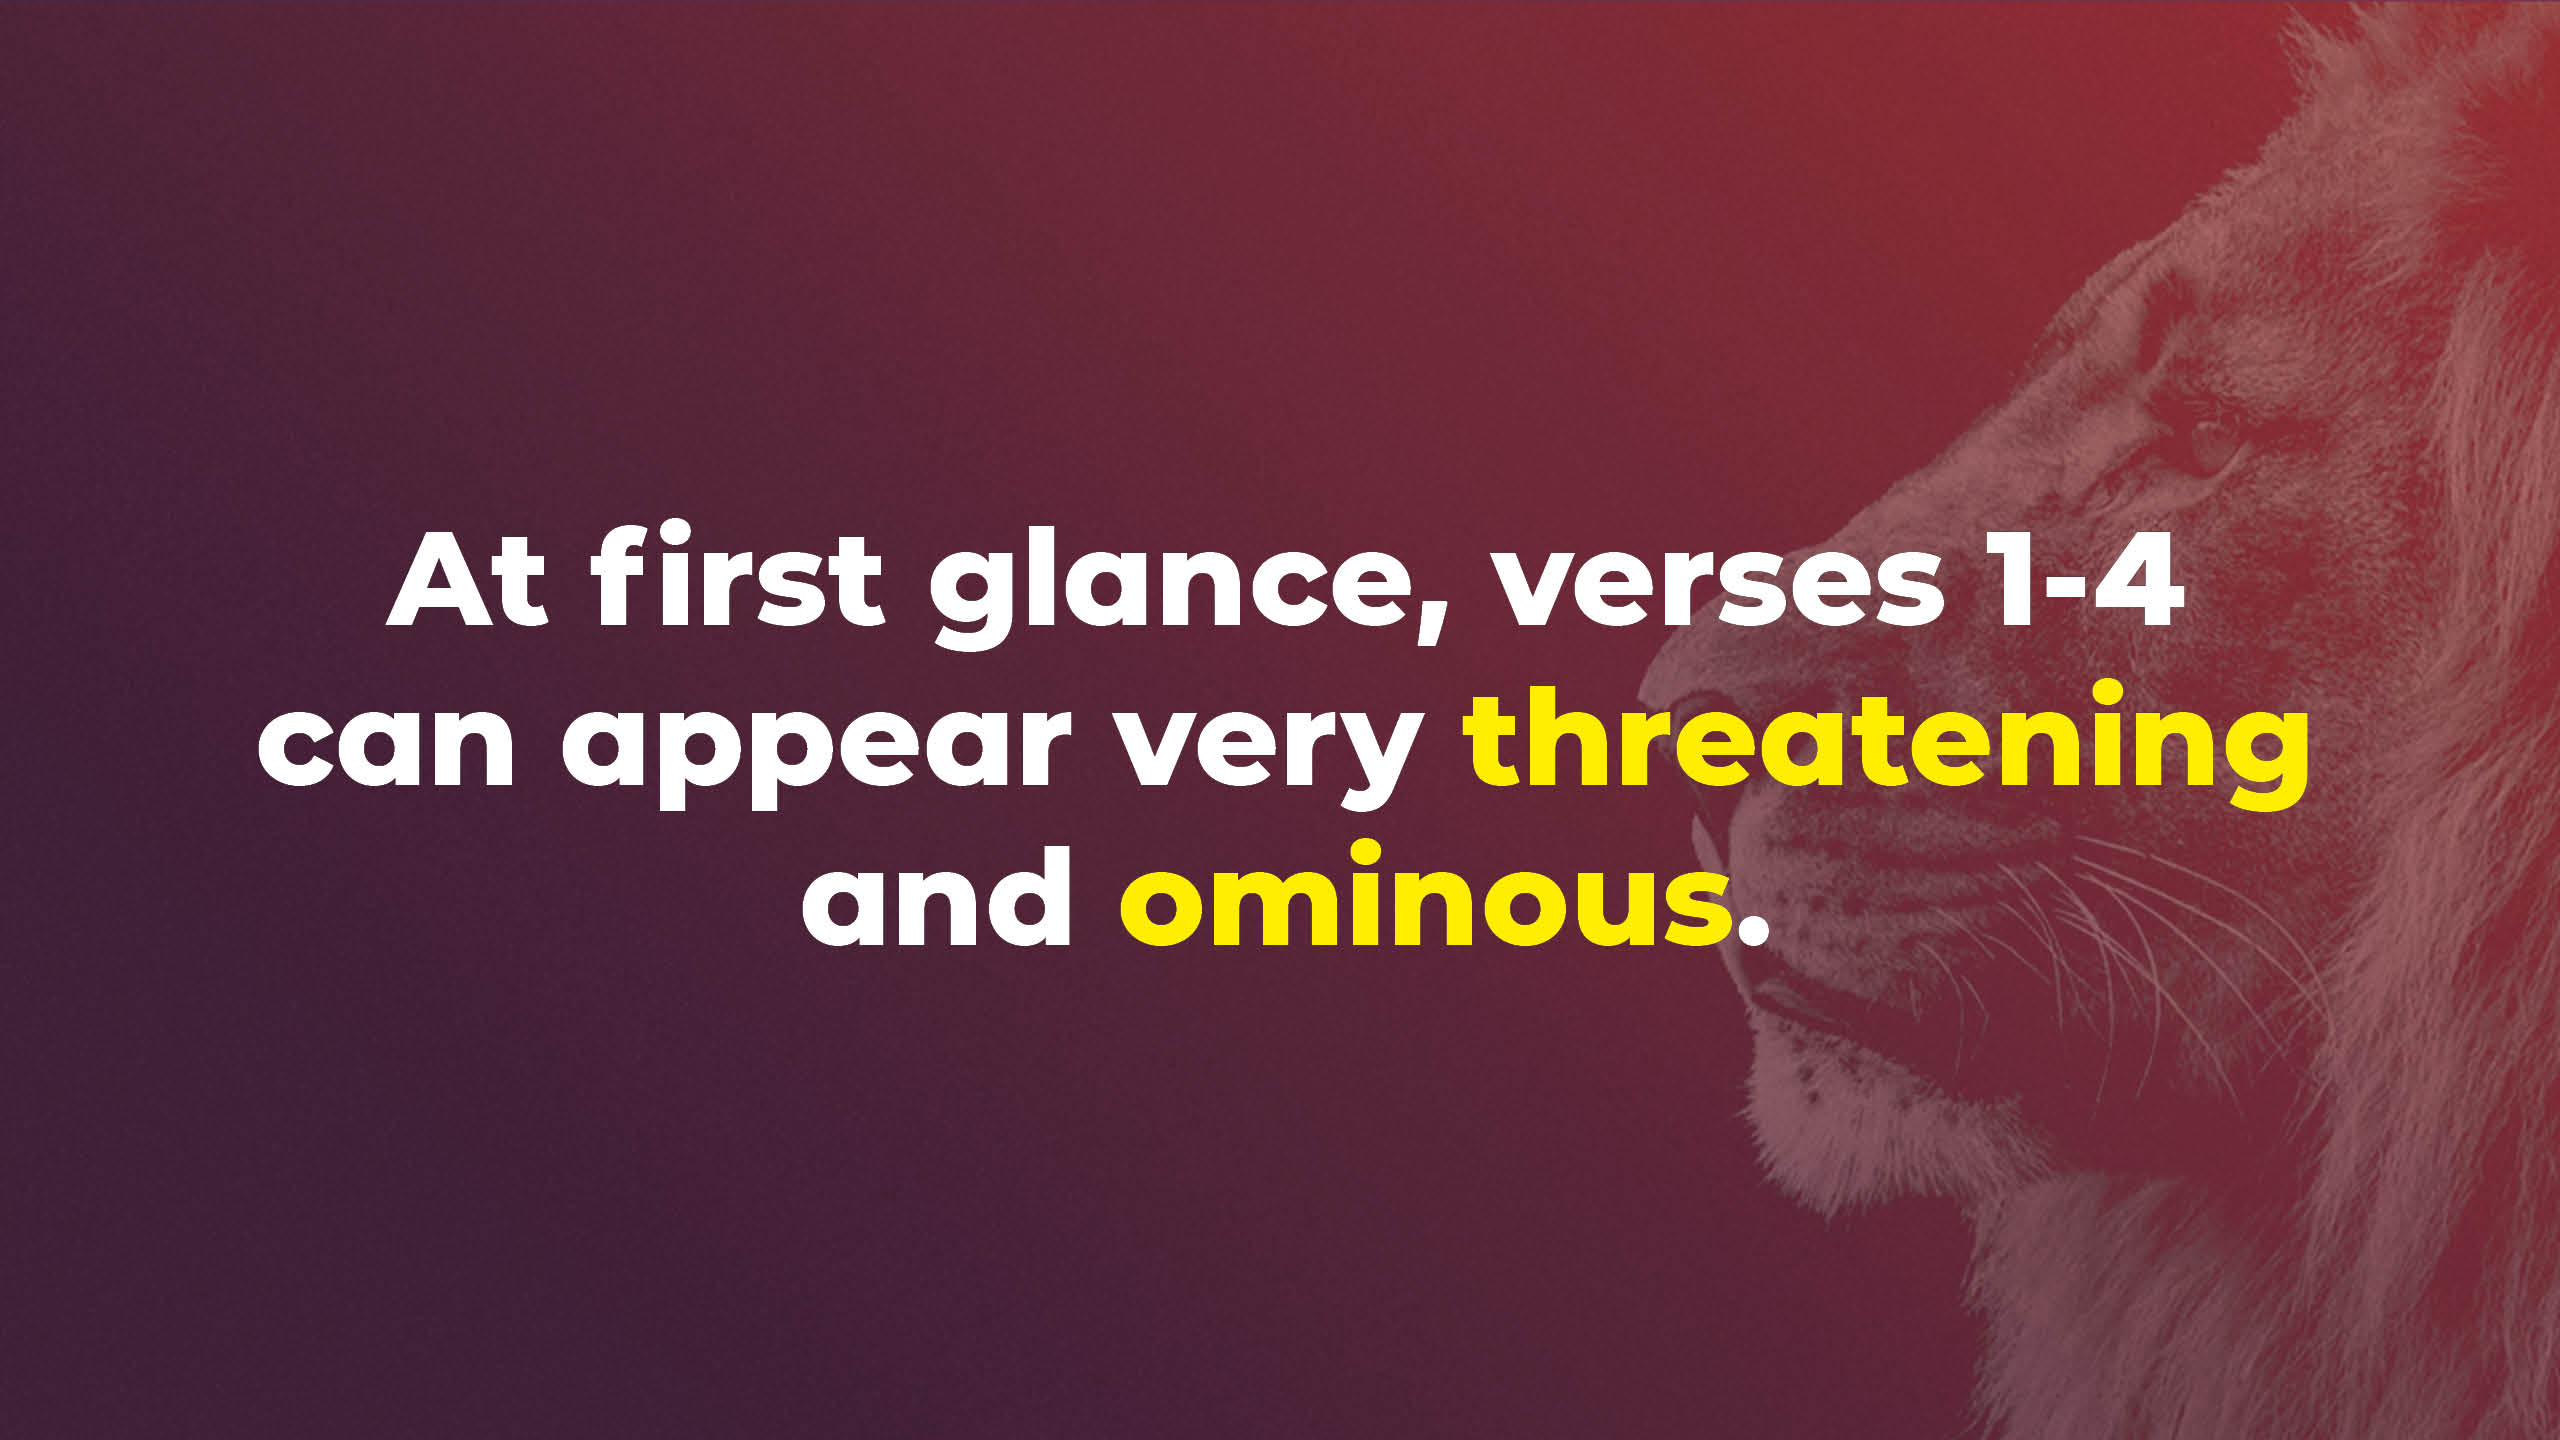 At first glance, verses 1-4
can appear very threatening
and ominous.